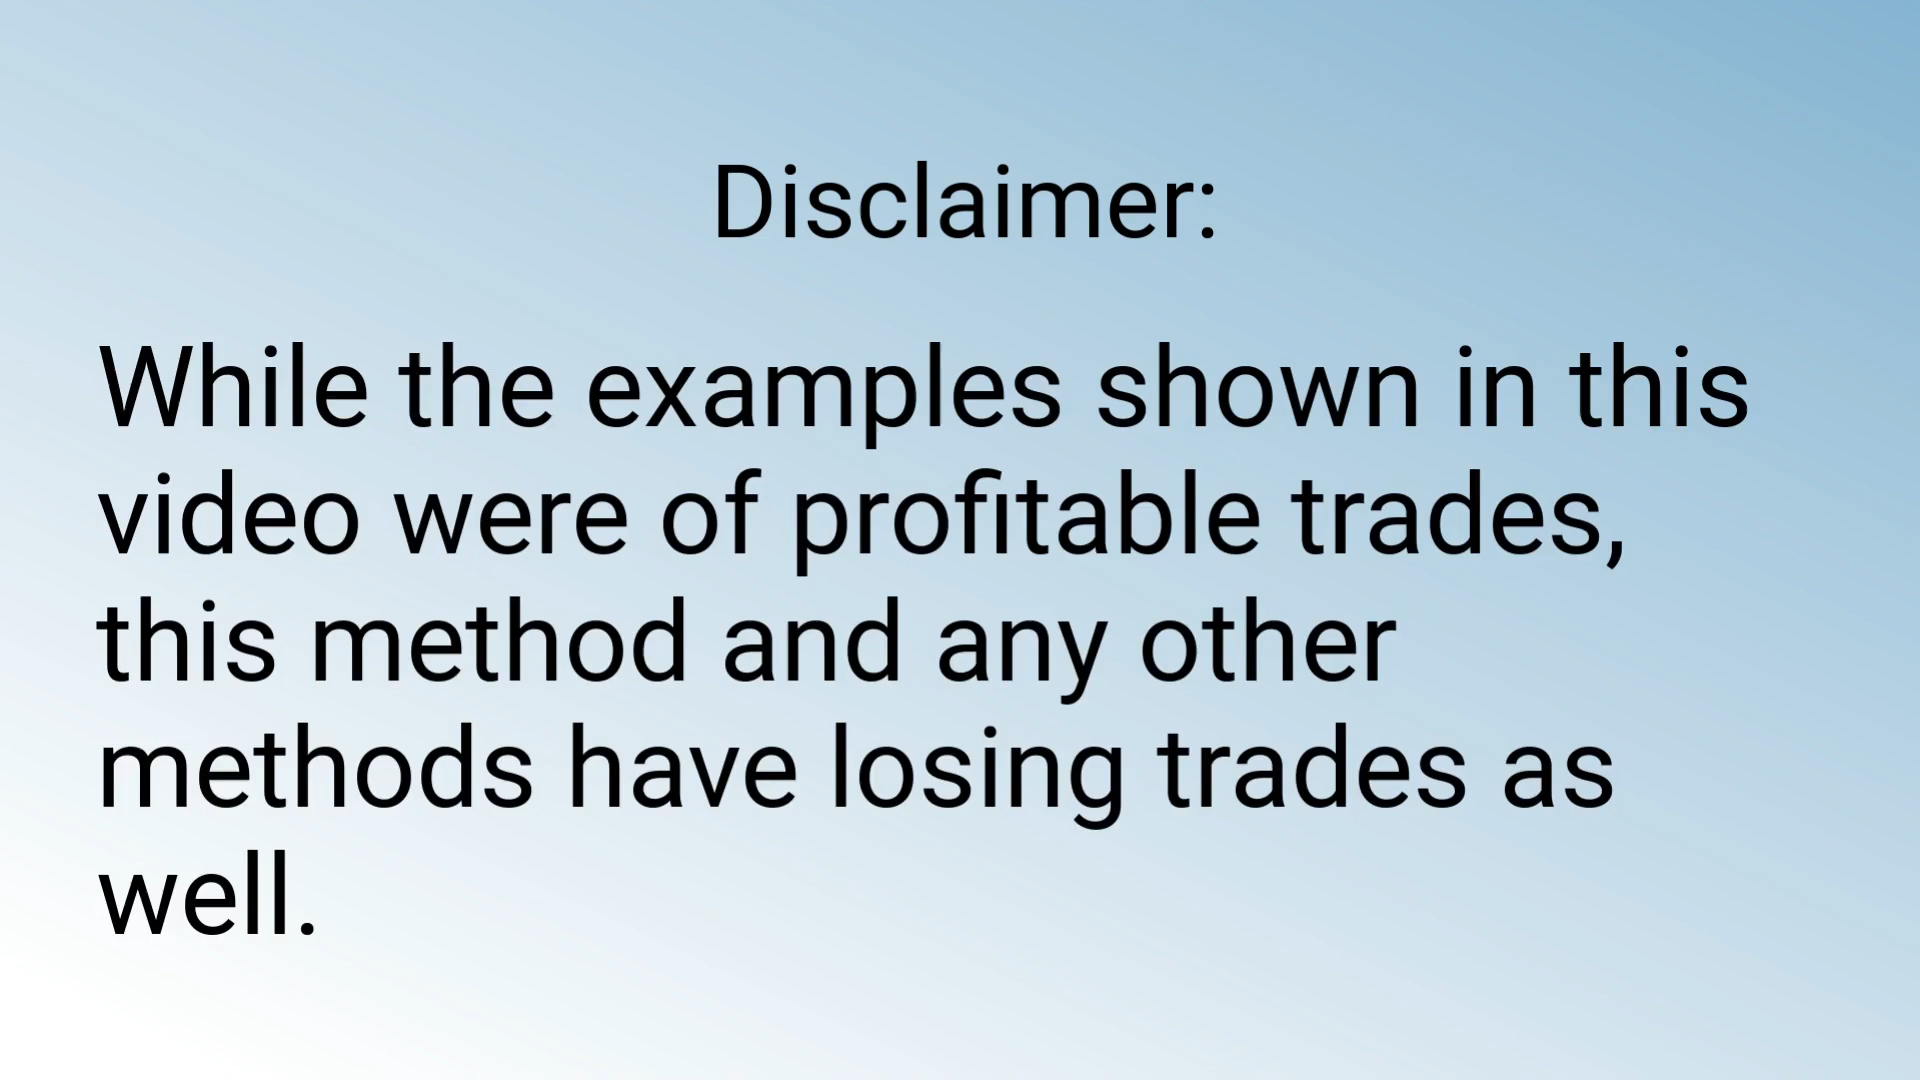 Disclaimer:
While the examples shown in this
video were of profitable trades,
this method and any other
methods have losing trades as
well.